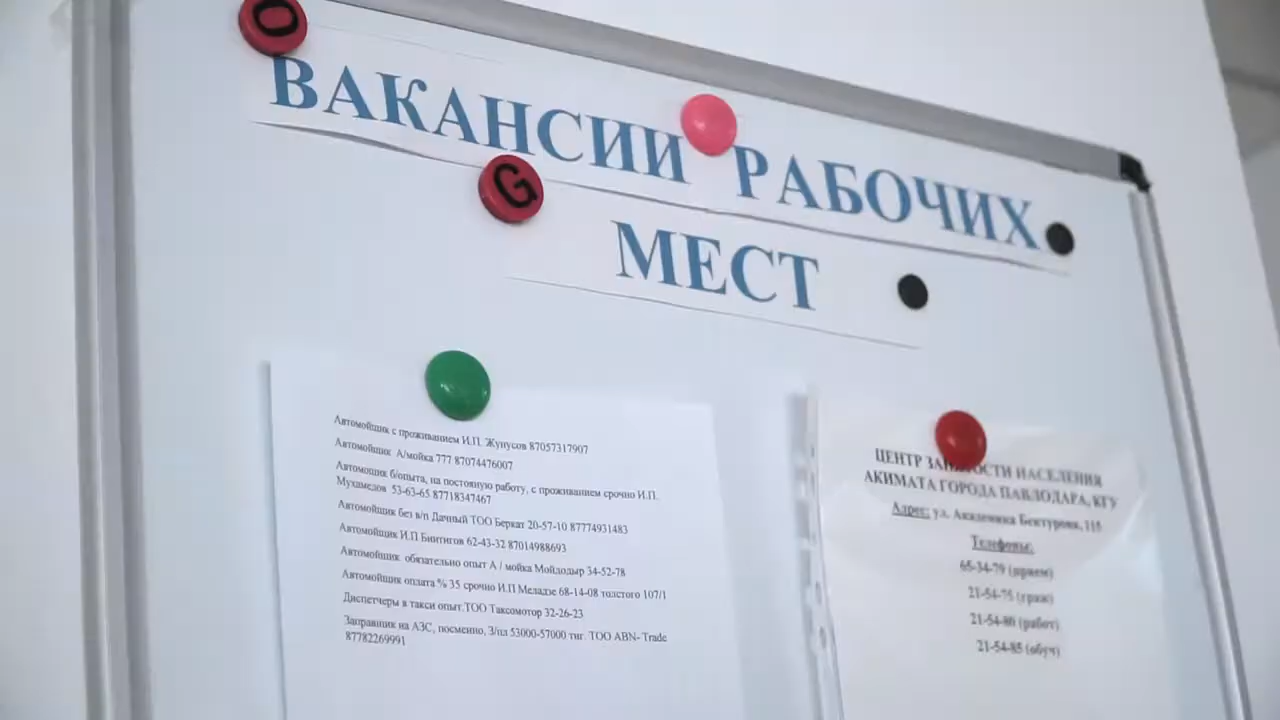 O
ВАКАНСИИ РАБОЧИХ
G
МЕСТ
Автомойщик с проживанием И.П. Жунусов 87057317907
Автомойщик А/мойка 777 87074476007
Автомощик б/опыта, на постоянную работу, с проживанием срочно И.П.
Мухамедов 53-63-65 87718347467
Автомойщик без в/п Дачный ТОО Беркат 20-57-10 87774931483
Автомойщик И.П 62-43-32 87014988693
Автомойщик обязательно опыт А / мойка Мойдодыр 34-52-78
Автомойщик оплата % 35 срочно И.П Меладзе 68-14-08 толстого 107/1
Диспетчеры в такси опыт.ТОО Таксомотор 32-26-23
Заправщик на АЗС, посменно, З/пл 53000-57000 тнг. ТОО ABN- Trade
87782269991
ЦЕНТР ЗАНЯТОСТИ НАСЕЛЕНИЯ
АКИМАТА ГОРОДА ПАВЛОДАРА, КГУ
Адрес: ул. Академика Бектурова, 115
Телефоны:
65-34-79 (прием)
21-54-75 (граж)
21-54-80 (работ)
21-54-85 (обуч)